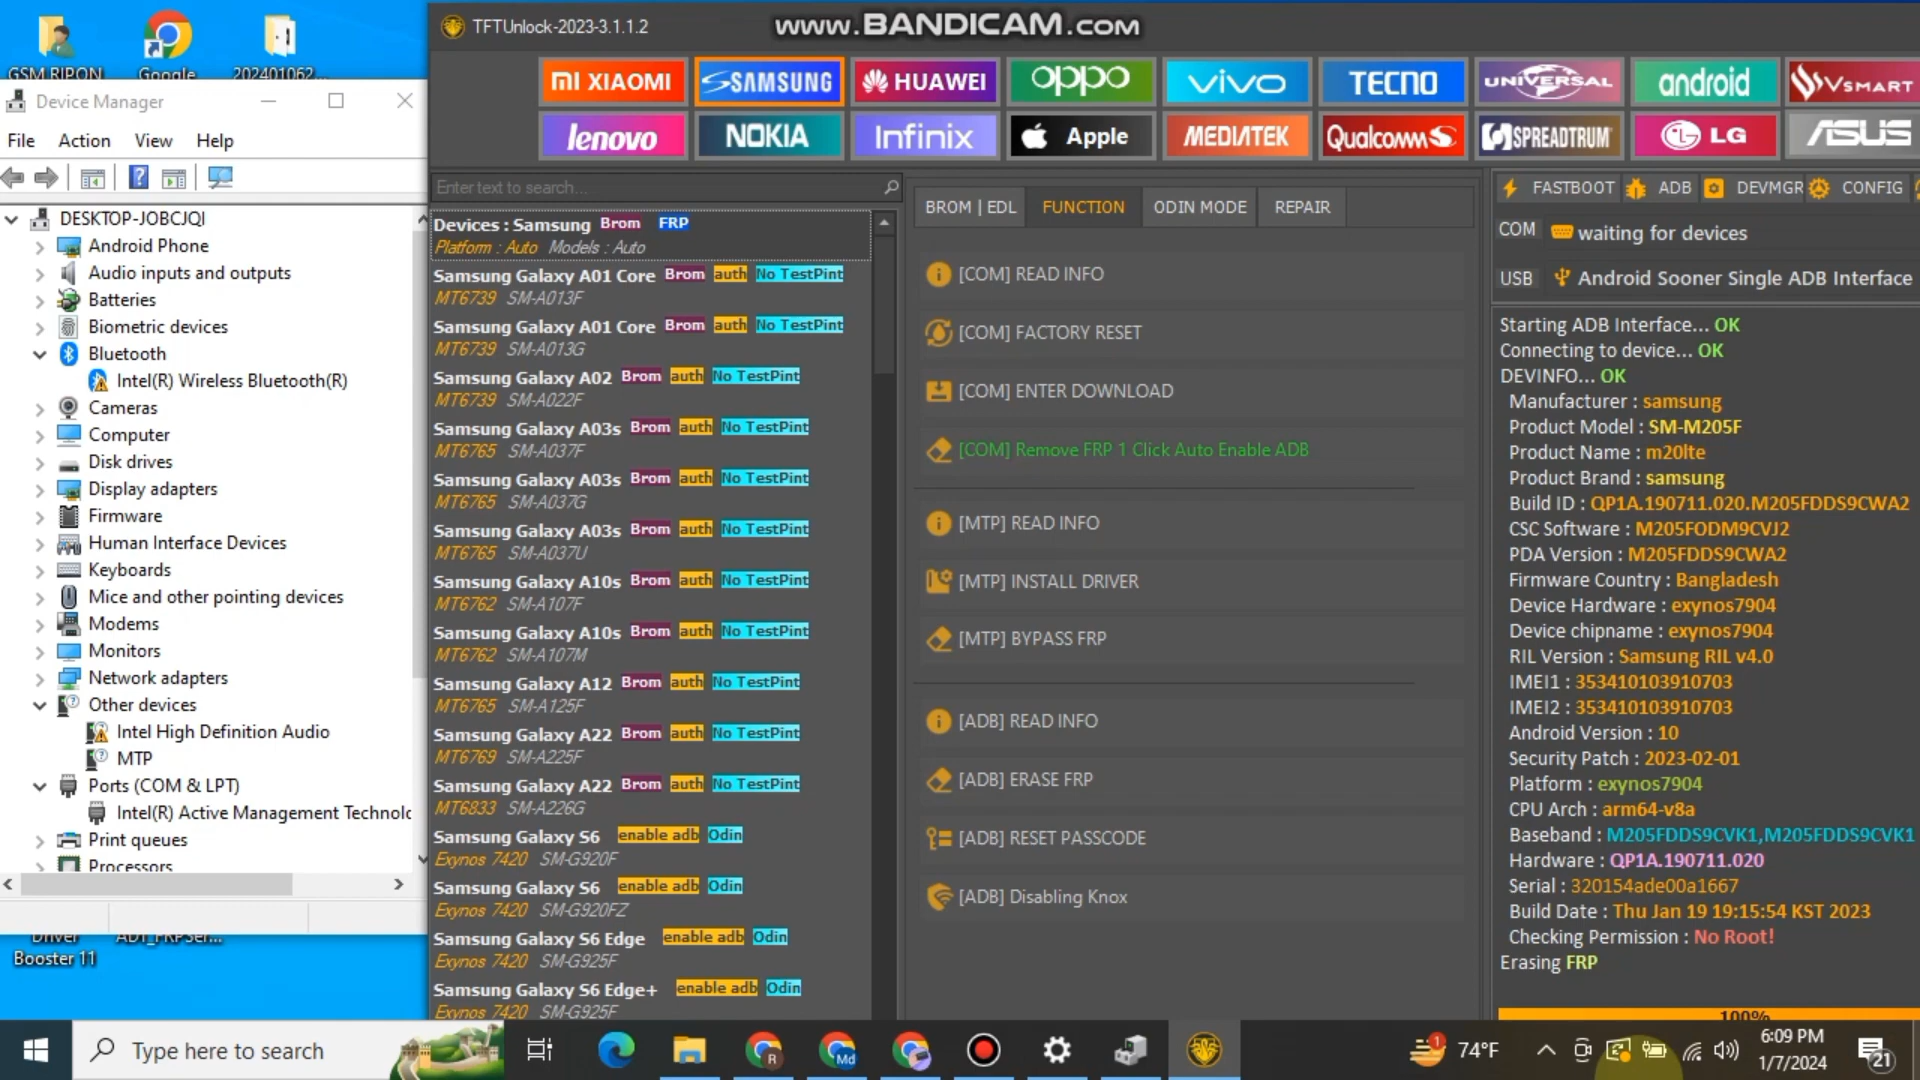 GSM RIPON
Google
202401062...
Device Manager
File Action View Help
DESKTOP-JOBCJQI
Android Phone
Audio inputs and outputs
Batteries
Biometric devices
Bluetooth
Intel(R) Wireless Bluetooth(R)
Cameras
Computer
Disk drives
Display adapters
Firmware
Human Interface Devices
Keyboards
Mice and other pointing devices
Modems
Monitors
Network adapters
Other devices
Intel High Definition Audio
MTP
Ports (COM & LPT)
Intel(R) Active Management Technolo
Print queues
Processors
Driver
Booster 11
ADT_FRPSer...
TFTUnlock-2023-3.1.1.2
www.BANDICAM.com
MI XIAOMI SAMSUNG HUAWEI oppo vivo TECNO UNIVERSAL android VSMART
lenovo NOKIA Infinix Apple MEDIATEK Qualcomm SPREADTRUM LG ASUS
Enter text to search...
Devices : Samsung Brom FRP
Platform : Auto Models : Auto
Samsung Galaxy A01 Core Brom auth No TestPint
MT6739 SM-A013F
Samsung Galaxy A01 Core Brom auth No TestPint
MT6739 SM-A013G
Samsung Galaxy A02 Brom auth No TestPint
MT6739 SM-A022F
Samsung Galaxy A03s Brom auth No TestPint
MT6765 SM-A037F
Samsung Galaxy A03s Brom auth No TestPint
MT6765 SM-A037G
Samsung Galaxy A03s Brom auth No TestPint
MT6765 SM-A037U
Samsung Galaxy A10s Brom auth No TestPint
MT6762 SM-A107F
Samsung Galaxy A10s Brom auth No TestPint
MT6762 SM-A107M
Samsung Galaxy A12 Brom auth No TestPint
MT6765 SM-A125F
Samsung Galaxy A22 Brom auth No TestPint
MT6769 SM-A225F
Samsung Galaxy A22 Brom auth No TestPint
MT6833 SM-A226G
Samsung Galaxy S6 enable adb Odin
Exynos 7420 SM-G920F
Samsung Galaxy S6 enable adb Odin
Exynos 7420 SM-G920FZ
Samsung Galaxy S6 Edge enable adb Odin
Exynos 7420 SM-G925F
Samsung Galaxy S6 Edge+ enable adb Odin
Exynos 7420 SM-G925F
BROM | EDL FUNCTION ODIN MODE REPAIR
[COM] READ INFO
[COM] FACTORY RESET
[COM] ENTER DOWNLOAD
[COM] Remove FRP 1 Click Auto Enable ADB
[MTP] READ INFO
[MTP] INSTALL DRIVER
[MTP] BYPASS FRP
[ADB] READ INFO
[ADB] ERASE FRP
[ADB] RESET PASSCODE
[ADB] Disabling Knox
FASTBOOT ADB DEVMGR CONFIG
COM waiting for devices
USB Android Sooner Single ADB Interface
Starting ADB Interface... OK
Connecting to device... OK
DEVINFO... OK
Manufacturer : samsung
Product Model : SM-M205F
Product Name : m20lte
Product Brand : samsung
Build ID : QP1A.190711.020.M205FDDS9CWA2
CSC Software : M205FODM9CVJ2
PDA Version : M205FDDS9CWA2
Firmware Country : Bangladesh
Device Hardware : exynos7904
Device chipname : exynos7904
RIL Version : Samsung RIL v4.0
IMEI1 : 353410103910703
IMEI2 : 353410103910703
Android Version : 10
Security Patch : 2023-02-01
Platform : exynos7904
CPU Arch : arm64-v8a
Baseband : M205FDDS9CVK1,M205FDDS9CVK1
Hardware : QP1A.190711.020
Serial : 320154ade00a1667
Build Date : Thu Jan 19 19:15:54 KST 2023
Checking Permission : No Root!
Erasing FRP
100%
Type here to search
R
Md
1
74°F
6:09 PM
1/7/2024
21